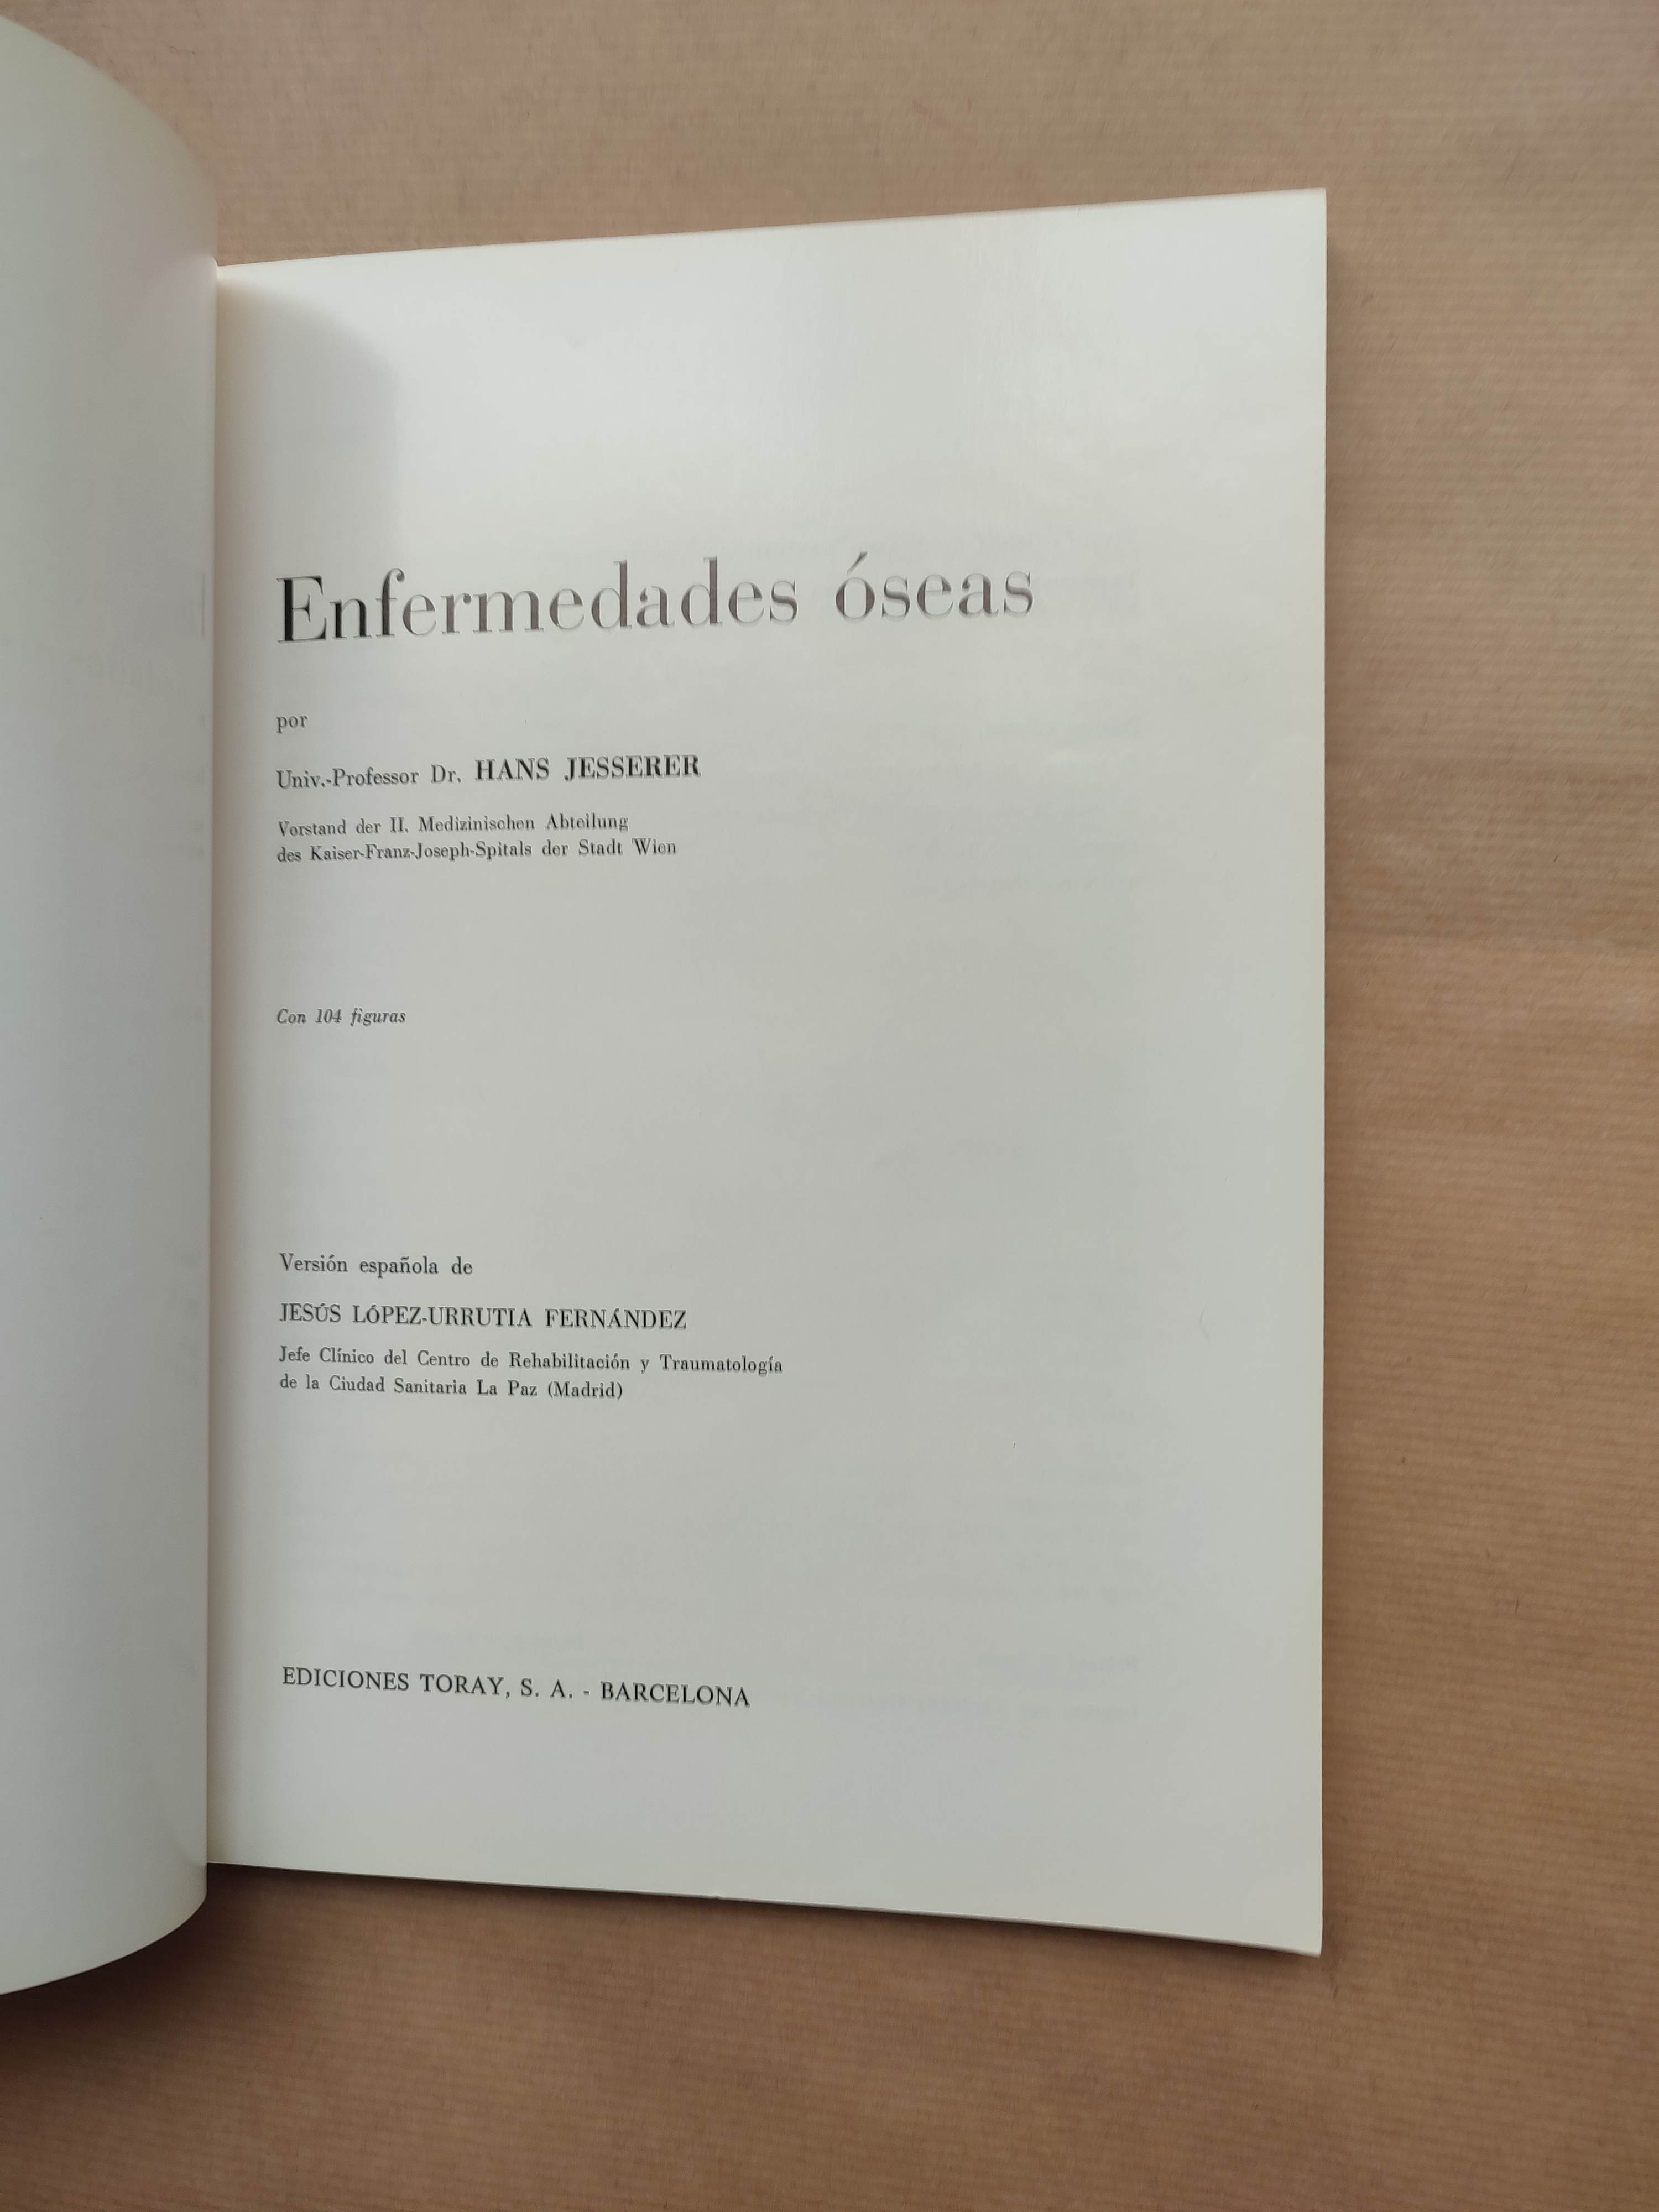 Enfermedades óseas
por
Univ.-Professor Dr. HANS JESSERER
Vorstand der II. Medizinischen Abteilung
des Kaiser-Franz-Joseph-Spitals der Stadt Wien
Con 104 figuras
Versión española de
JESÚS LÓPEZ-URRUTIA FERNÁNDEZ
Jefe Clínico del Centro de Rehabilitación y Traumatología
de la Ciudad Sanitaria La Paz (Madrid)
EDICIONES TORAY, S. A. - BARCELONA